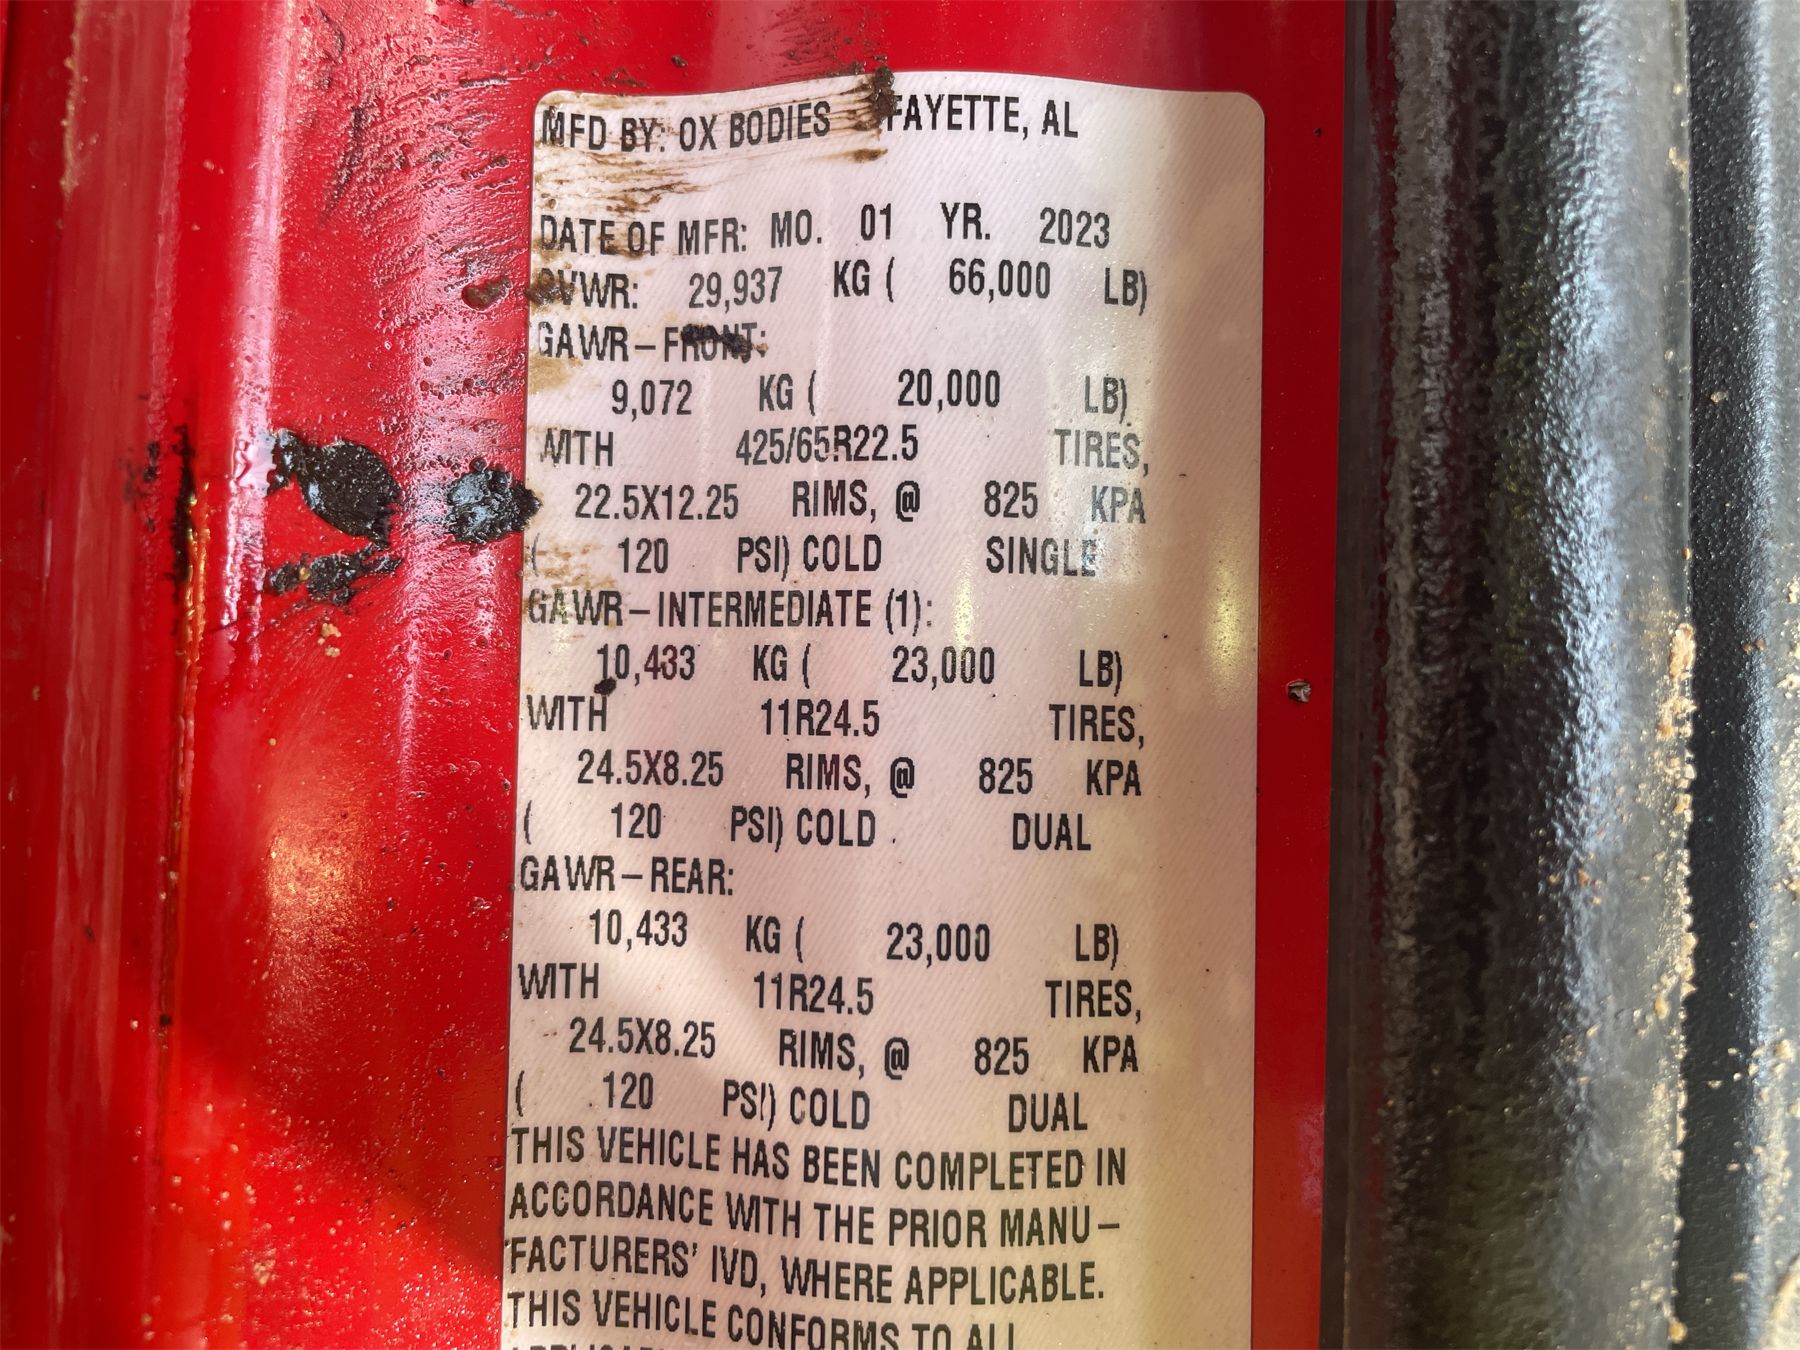 MFD BY: OX BODIES FAYETTE, AL
DATE OF MFR: MO. 01 YR. 2023
GVWR: 29,937 KG ( 66,000 LB)
GAWR-FRONT:
9,072 KG ( 20,000 LB)
WITH 425/65R22.5 TIRES,
22.5X12.25 RIMS, @ 825 KPA
( 120 PSI) COLD SINGLE
GAWR-INTERMEDIATE (1):
10,433 KG ( 23,000 LB)
WITH 11R24.5 TIRES,
24.5X8.25 RIMS, @ 825 KPA
( 120 PSI) COLD DUAL
GAWR-REAR:
10,433 KG ( 23,000 LB)
WITH 11R24.5 TIRES,
24.5X8.25 RIMS, @ 825 KPA
( 120 PSI) COLD DUAL
THIS VEHICLE HAS BEEN COMPLETED IN
ACCORDANCE WITH THE PRIOR MANU-
FACTURERS' IVD, WHERE APPLICABLE.
THIS VEHICLE CONFORMS TO ALL